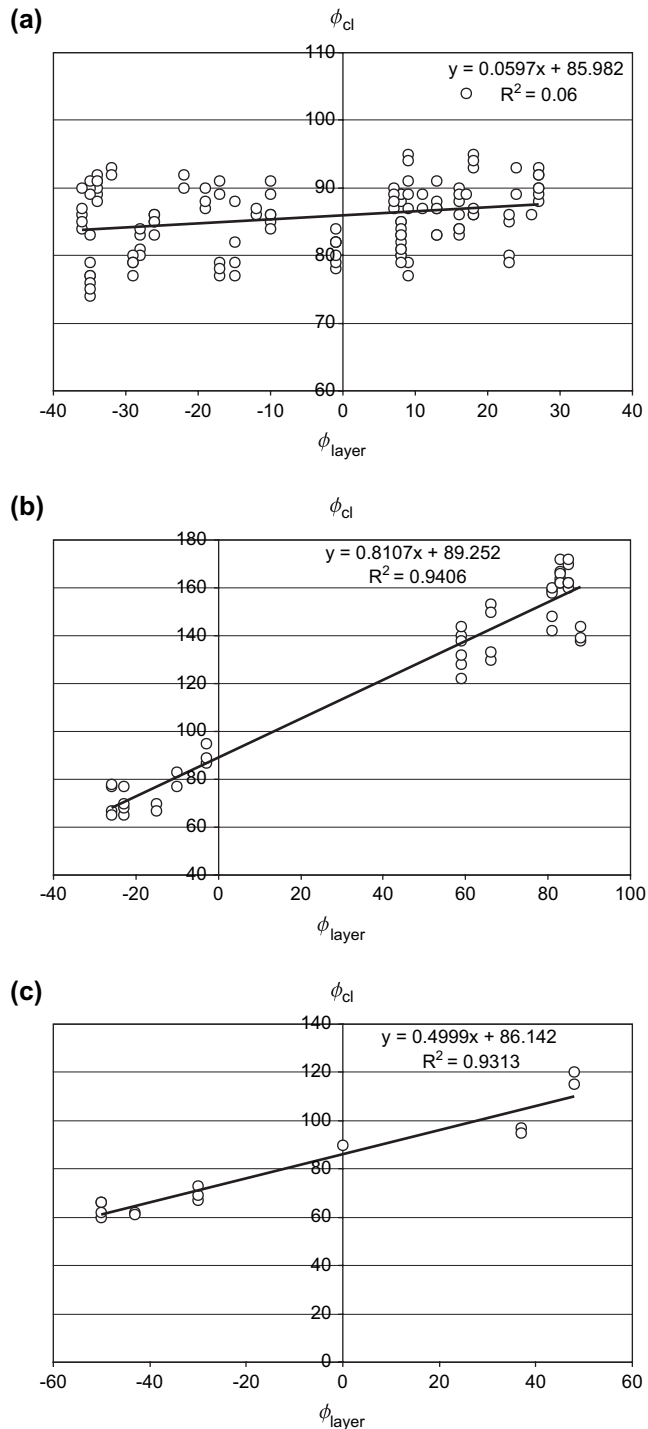 (a)
ϕcl
110
y = 0.0597x + 85.982
R² = 0.06
100
90
80
70
60
-40 -30 -20 -10 0 10 20 30 40
ϕlayer
(b)
ϕcl
180
y = 0.8107x + 89.252
R² = 0.9406
160
140
120
100
80
60
40
-40 -20 0 20 40 60 80 100
ϕlayer
(c)
ϕcl
140
y = 0.4999x + 86.142
R² = 0.9313
120
100
80
60
40
20
0
-60 -40 -20 0 20 40 60
ϕlayer